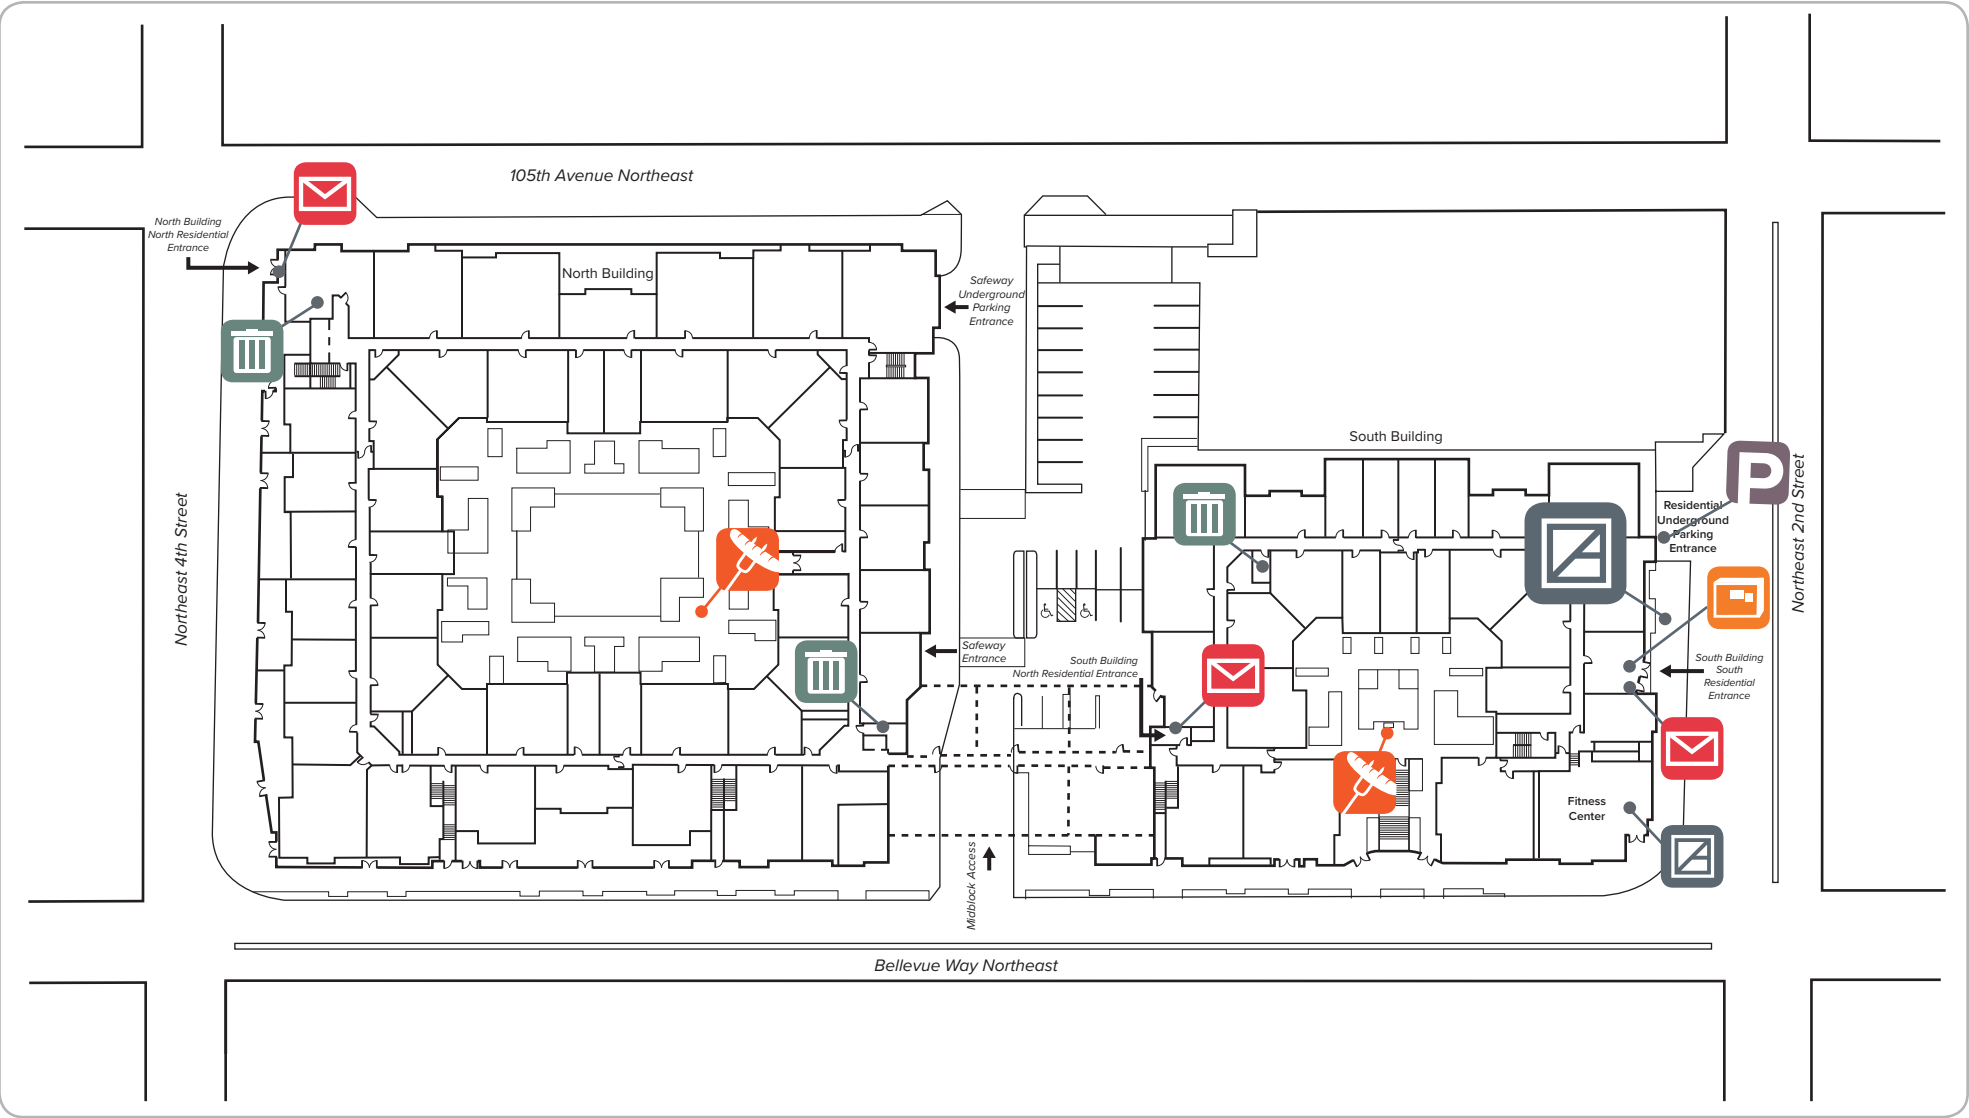 105th Avenue Northeast
North Building
North Residential
Entrance
North Building
Safeway
Underground
Parking
Entrance
South Building
P
Residential
Underground
Parking
Entrance
Northeast 4th Street
Northeast 2nd Street
Safeway
Entrance
South Building
North Residential Entrance
South Building
South
Residential
Entrance
Fitness
Center
Midblock Access
Bellevue Way Northeast